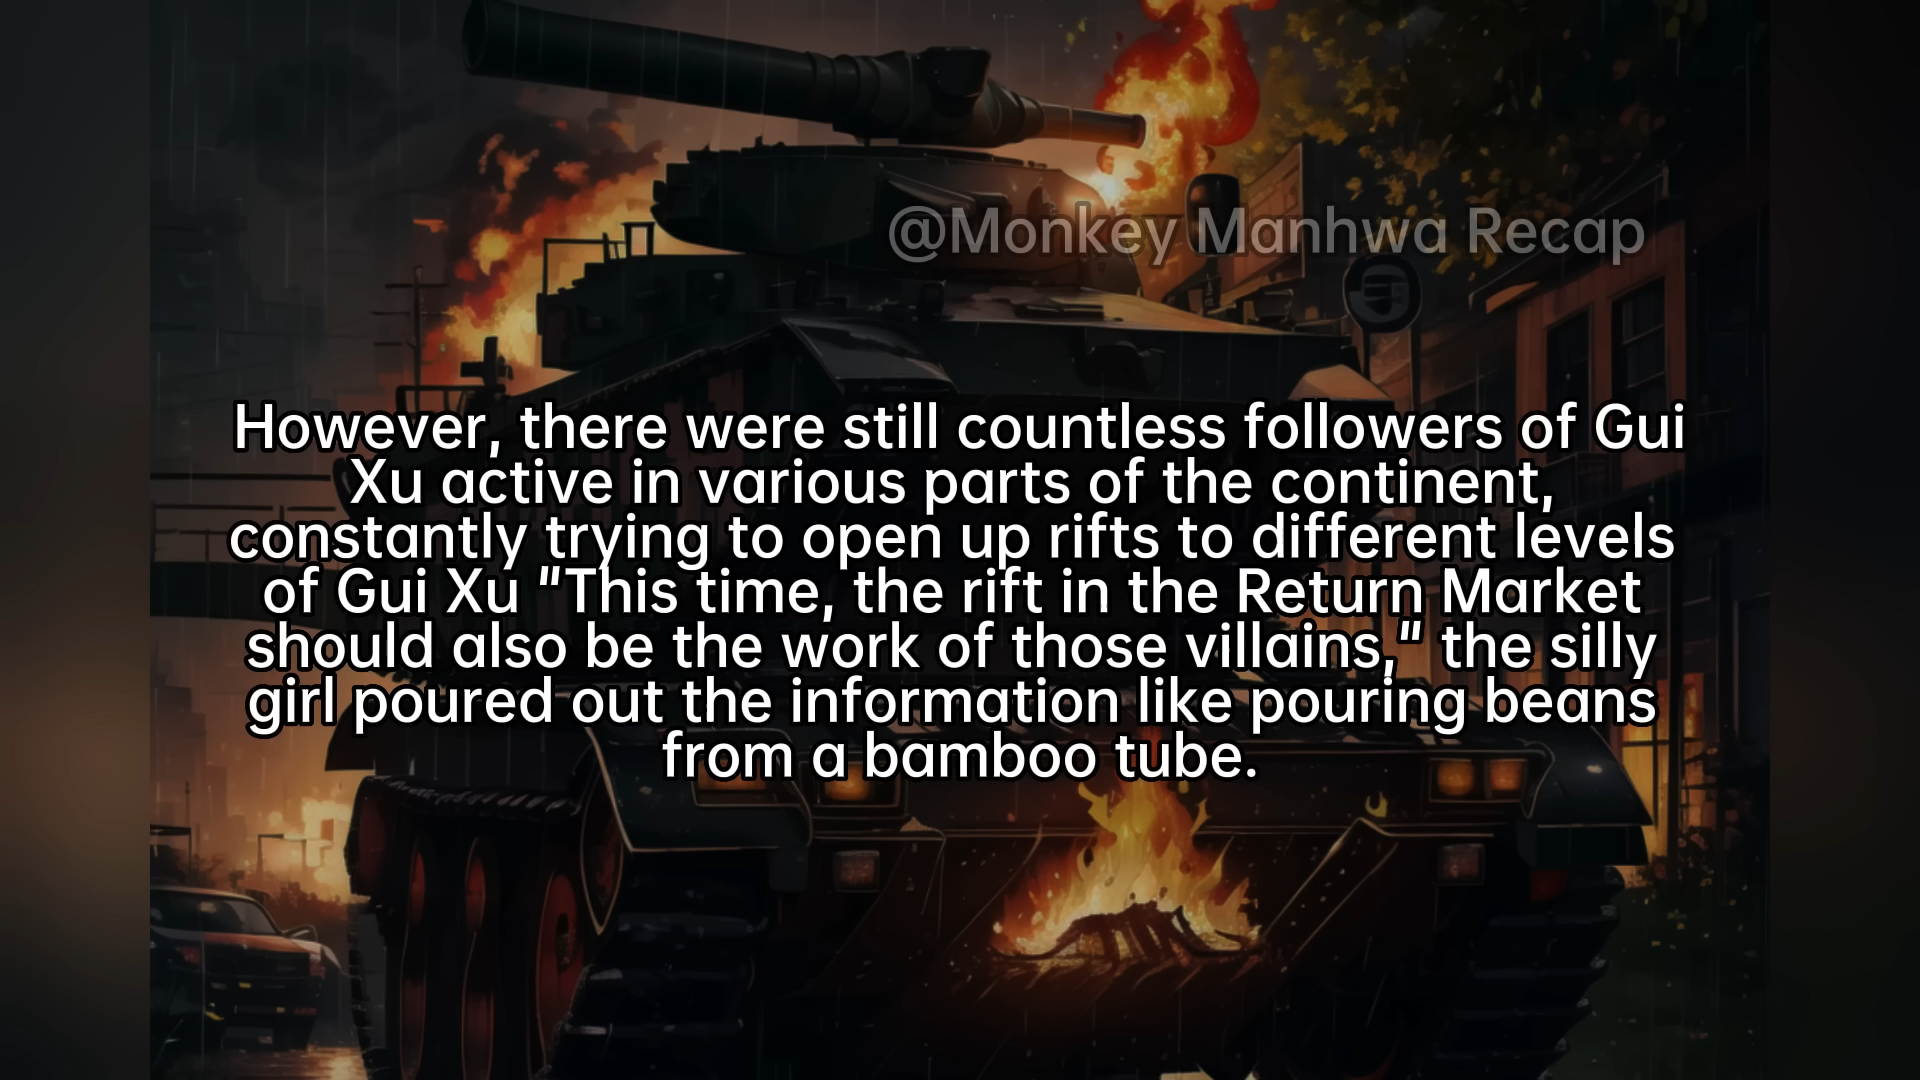 @Monkey Manhwa Recap
However, there were still countless followers of Gui
Xu active in various parts of the continent,
constantly trying to open up rifts to different levels
of Gui Xu "This time, the rift in the Return Market
should also be the work of those villains," the silly
girl poured out the information like pouring beans
from a bamboo tube.